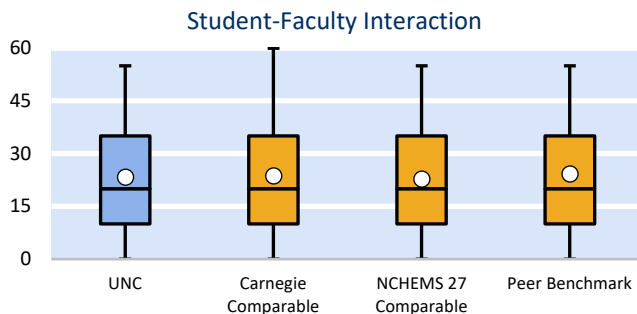 Student-Faculty Interaction
60
45
30
15
0
UNC
Carnegie
Comparable
NCHEMS 27
Comparable
Peer Benchmark